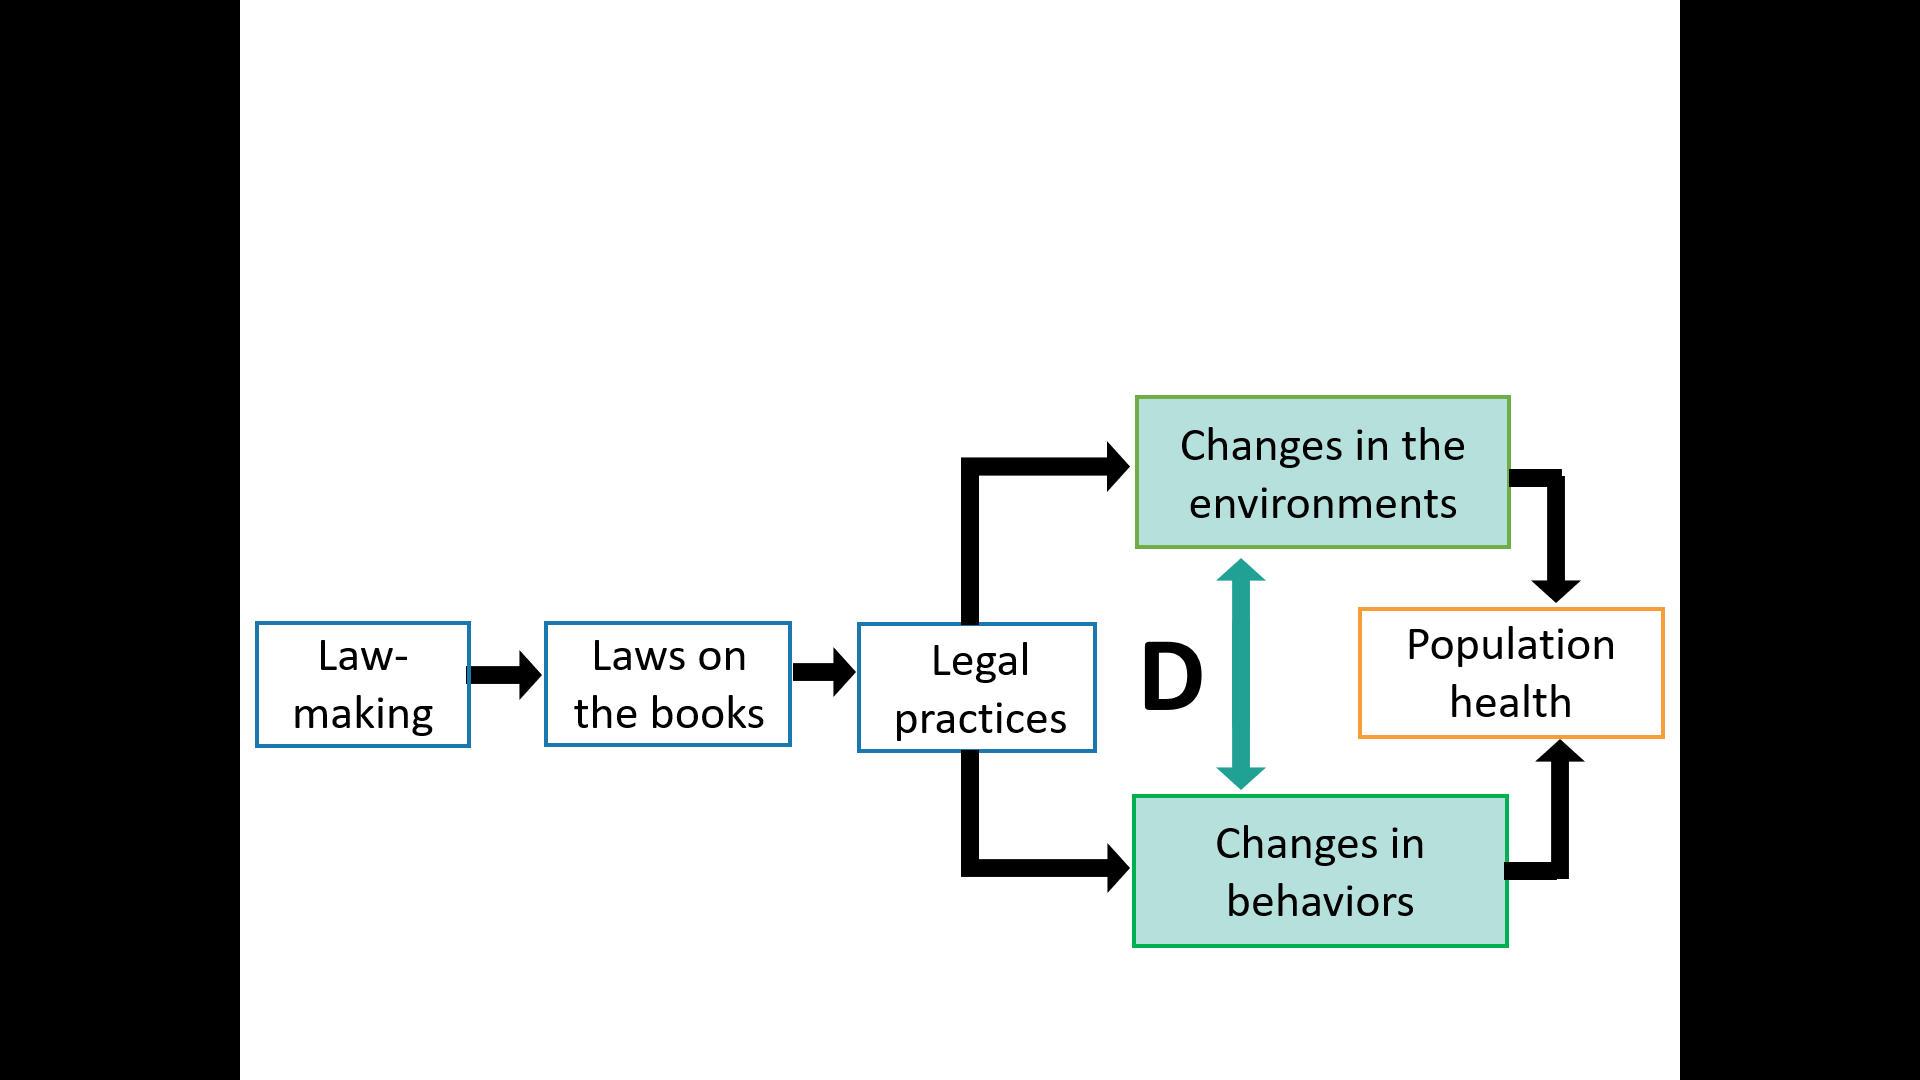 Changes in the
environments
Law-
making
Laws on
the books
Legal
practices
D
Population
health
Changes in
behaviors